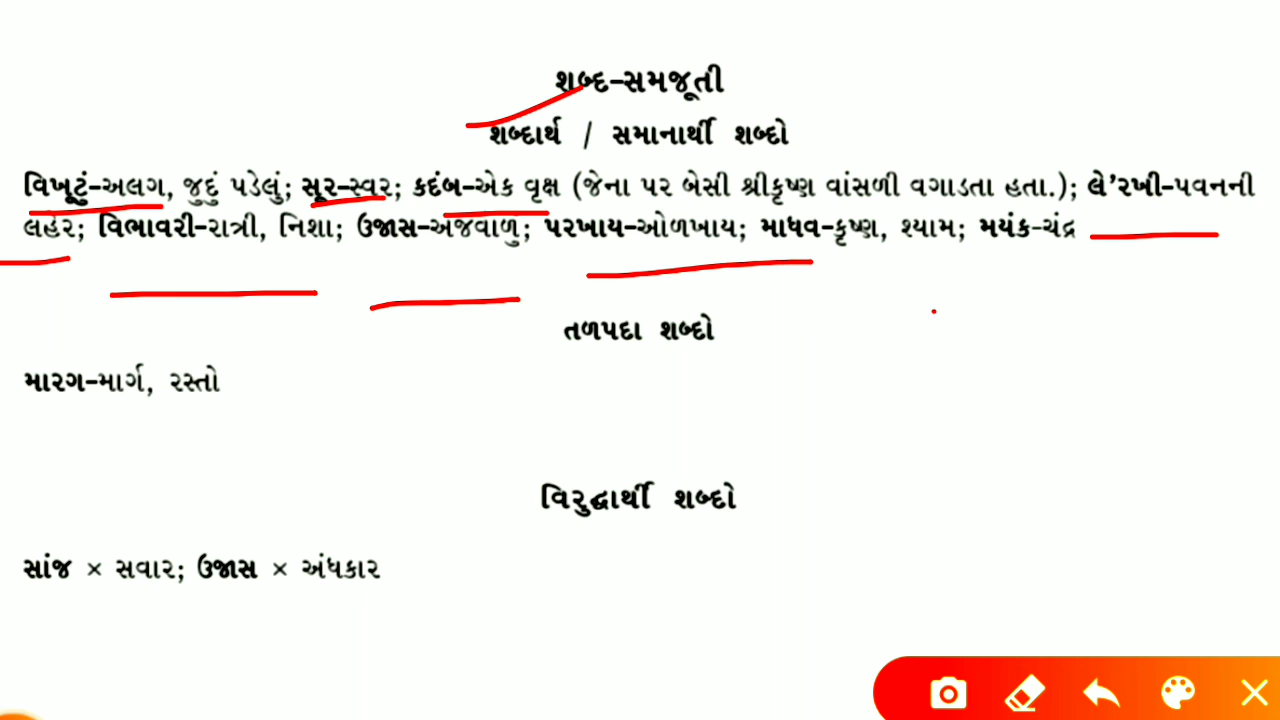 શબ્દ-સમજૂતી
શબ્દાર્થ / સમાનાર્થી શબ્દો
વિખૂટું-અલગ, જુદું પડેલું; સૂર-સ્વર; કદંબ-એક વૃક્ષ (જેના પર બેસી શ્રીકૃષ્ણ વાંસળી વગાડતા હતા.); લે'રખી-પવનની
લહેર; વિભાવરી-રાત્રી, નિશા; ઉજાસ-અજવાળુ; પરખાય-ઓળખાય; માધવ-કૃષ્ણ, શ્યામ; મયંક-ચંદ્ર
તળપદા શબ્દો
મારગ-માર્ગ, રસ્તો
વિરુદ્ધાર્થી શબ્દો
સાંજ × સવાર; ઉજાસ × અંધકાર